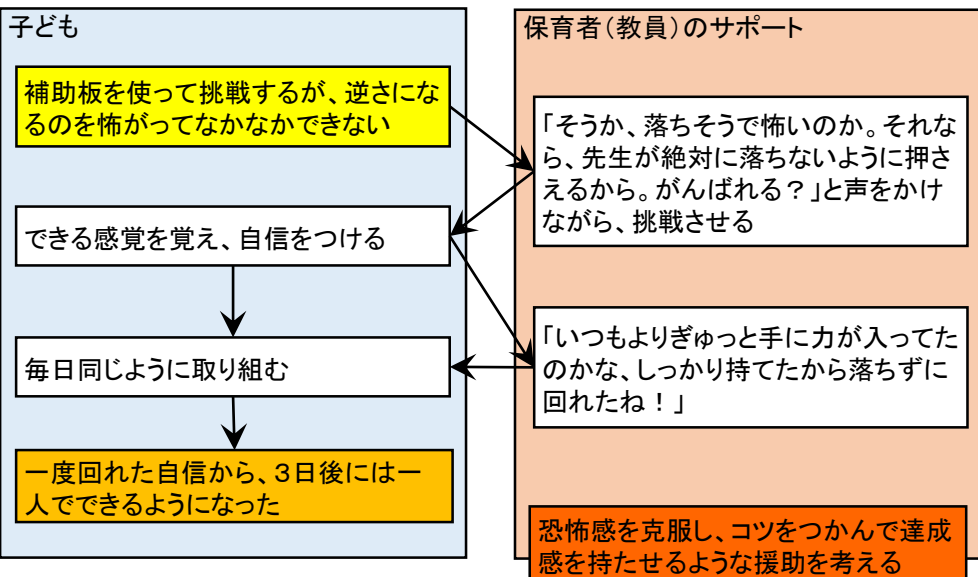 子ども
補助板を使って挑戦するが、逆さにな
るのを怖がってなかなかできない
できる感覚を覚え、自信をつける
毎日同じように取り組む
一度回れた自信から、３日後には一
人でできるようになった
保育者（教員）のサポート
「そうか、落ちそうで怖いのか。それな
ら、先生が絶対に落ちないように押さ
えるから。がんばれる？」と声をかけ
ながら、挑戦させる
「いつもよりぎゅっと手に力が入ってた
のかな、しっかり持てたから落ちずに
回れたね！」
恐怖感を克服し、コツをつかんで達成
感を持たせるような援助を考える